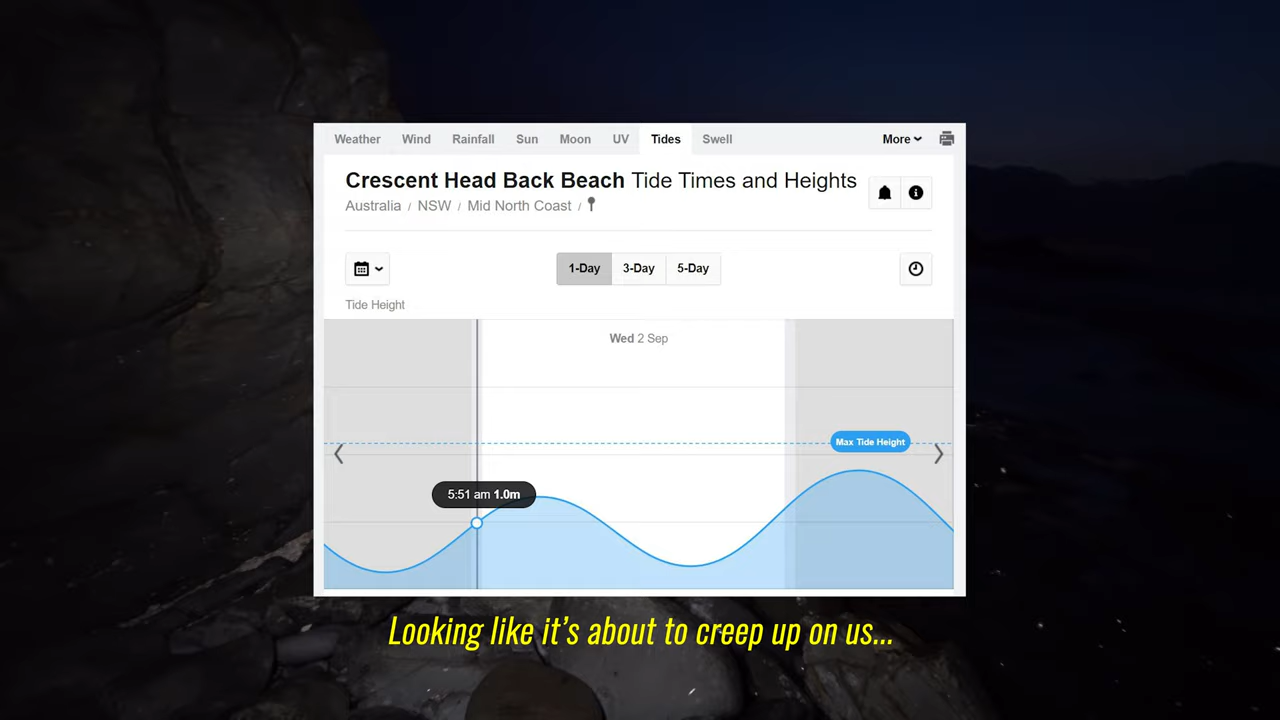 Weather Wind Rainfall Sun Moon UV Tides Swell More
Crescent Head Back Beach Tide Times and Heights
Australia / NSW / Mid North Coast /
1-Day 3-Day 5-Day
Tide Height
Wed 2 Sep
Max Tide Height
5:51 am 1.0m
Looking like it's about to creep up on us...